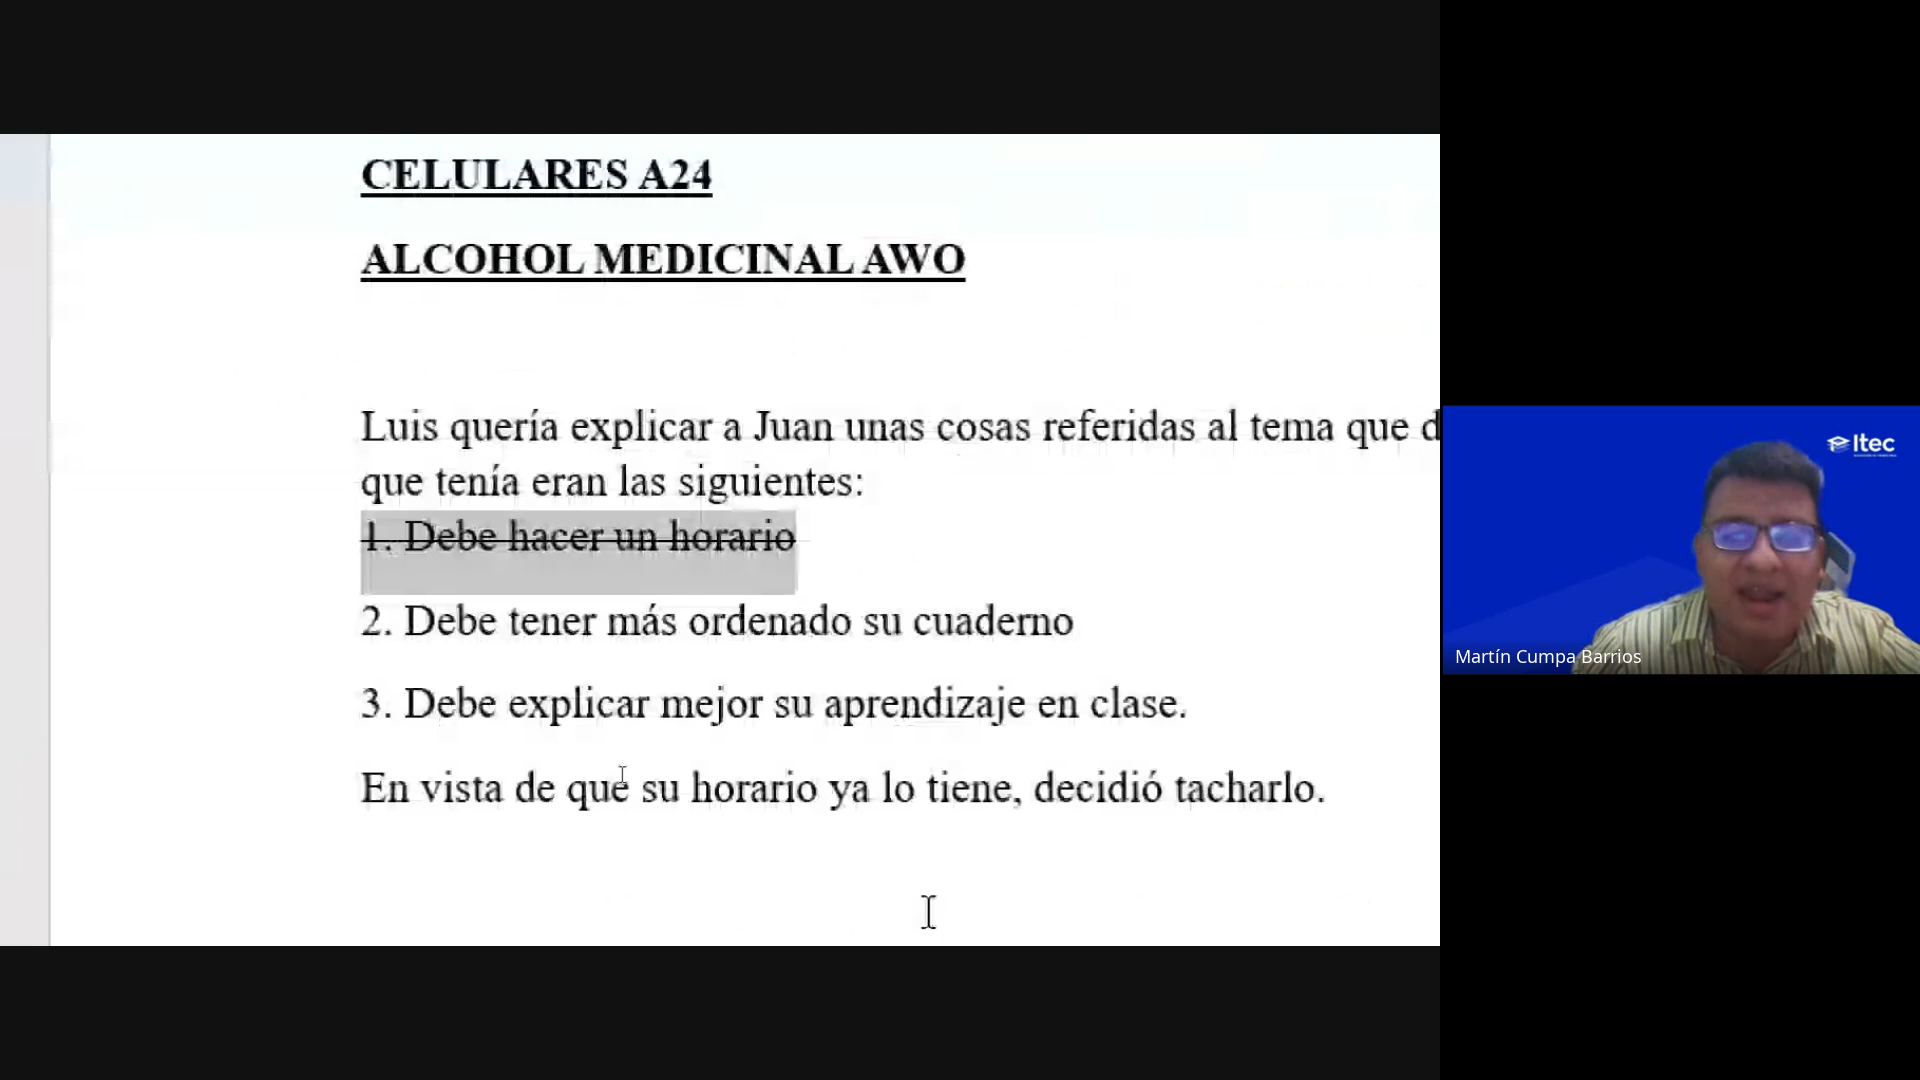 CELULARES A24
ALCOHOL MEDICINAL AWO
Luis quería explicar a Juan unas cosas referidas al tema que d
que tenía eran las siguientes:
1. Debe hacer un horario
2. Debe tener más ordenado su cuaderno
3. Debe explicar mejor su aprendizaje en clase.
En vista de que su horario ya lo tiene, decidió tacharlo.
Itec
Martín Cumpa Barrios